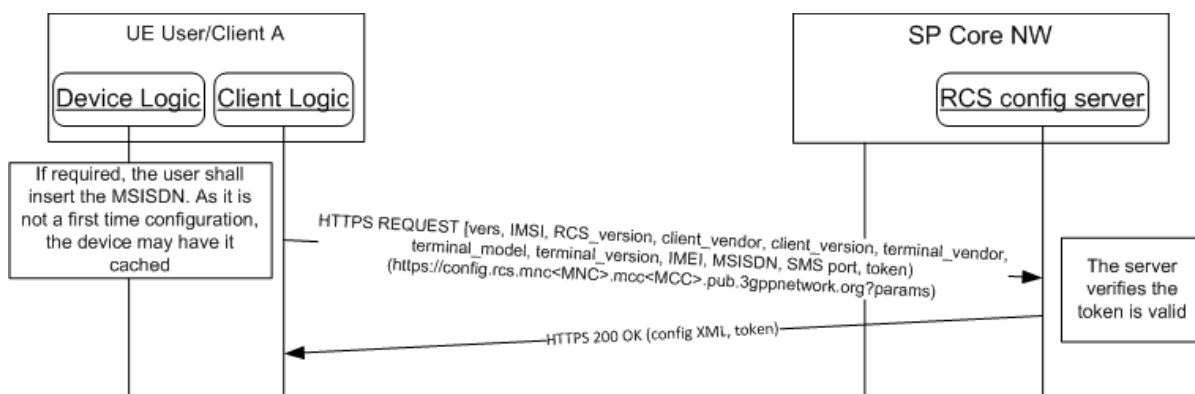 UE User/Client A
SP Core NW
Device Logic
Client Logic
RCS config server
If required, the user shall
insert the MSISDN. As it is
not a first time configuration,
the device may have it
cached
HTTPS REQUEST [vers, IMSI, RCS_version, client_vendor, client_version, terminal_vendor,
terminal_model, terminal_version, IMEI, MSISDN, SMS port, token)
(https://config.rcs.mnc<MNC>.mcc<MCC>.pub.3gppnetwork.org?params)
The server
verifies the
token is valid
HTTPS 200 OK (config XML, token)